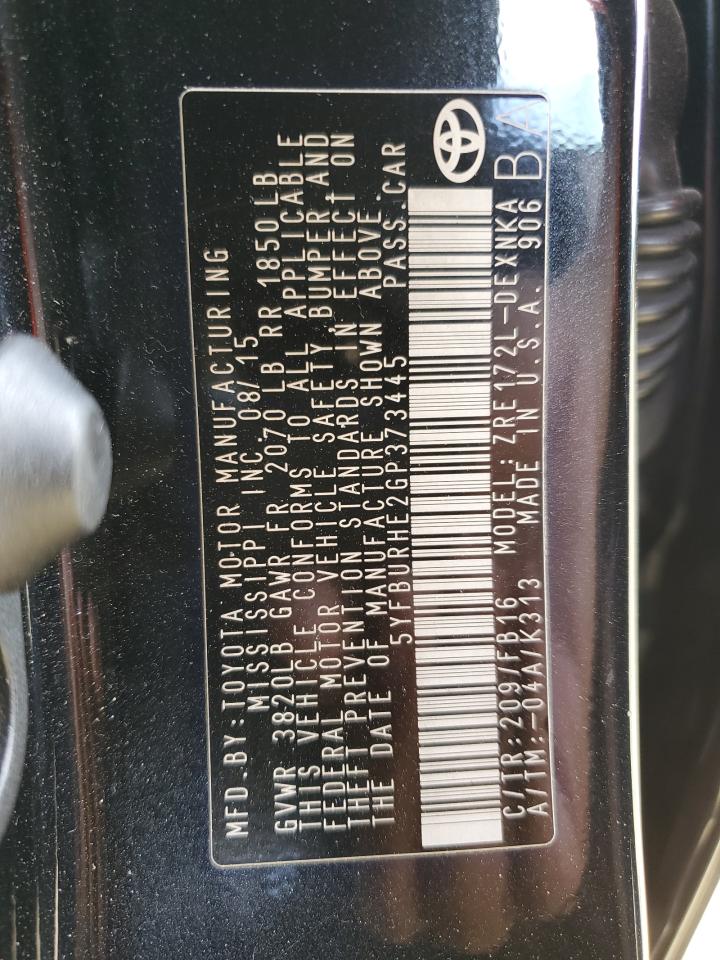 MFD.BY:TOYOTA MOTOR MANUFACTURING
MISSISSIPPI INC. 08/15
GVWR 3820LB GAWR FR 2070 LB RR 1850 LB
THIS VEHICLE CONFORMS TO ALL APPLICABLE
FEDERAL MOTOR VEHICLE SAFETY,BUMPER,AND
THEFT PREVENTION STANDARDS IN EFFECT ON
THE DATE OF MANUFACTURE SHOWN ABOVE.
5YFBURHE2GP373445 PASS.CAR
C/TR:209/FB16 MODEL:ZRE172L-DEXNKA
A/TM:-04A/K313 MADE IN U.S.A. 906
BA